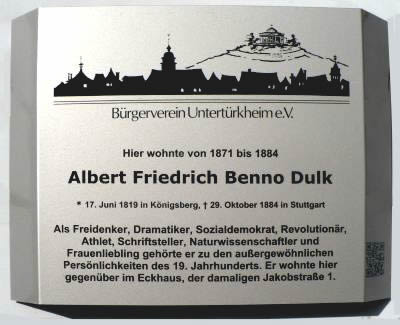 Bürgerverein Untertürkheim e.V.
Hier wohnte von 1871 bis 1884
Albert Friedrich Benno Dulk
* 17. Juni 1819 in Königsberg, † 29. Oktober 1884 in Stuttgart
Als Freidenker, Dramatiker, Sozialdemokrat, Revolutionär,
Athlet, Schriftsteller, Naturwissenschaftler und
Frauenliebling gehörte er zu den außergewöhnlichen
Persönlichkeiten des 19. Jahrhunderts. Er wohnte hier
gegenüber im Eckhaus, der damaligen Jakobstraße 1.